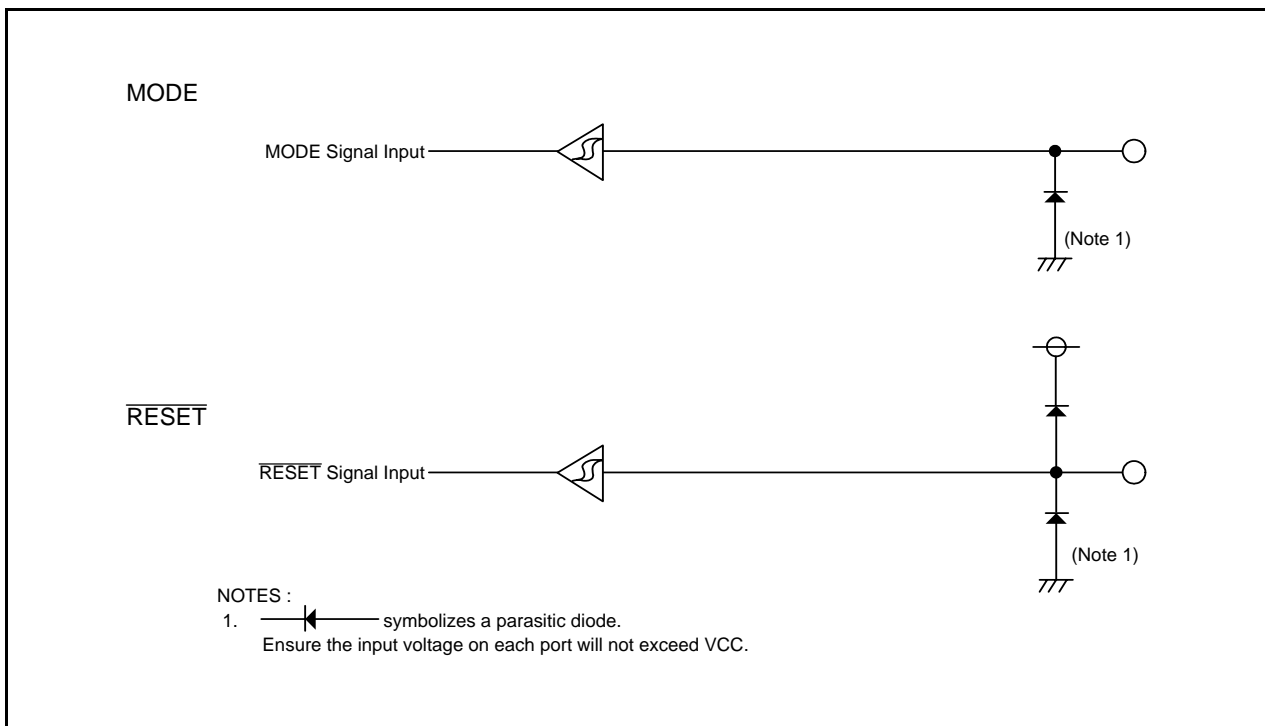 MODE
MODE Signal Input
(Note 1)
RESET
RESET Signal Input
(Note 1)
NOTES :
1. symbolizes a parasitic diode.
Ensure the input voltage on each port will not exceed VCC.